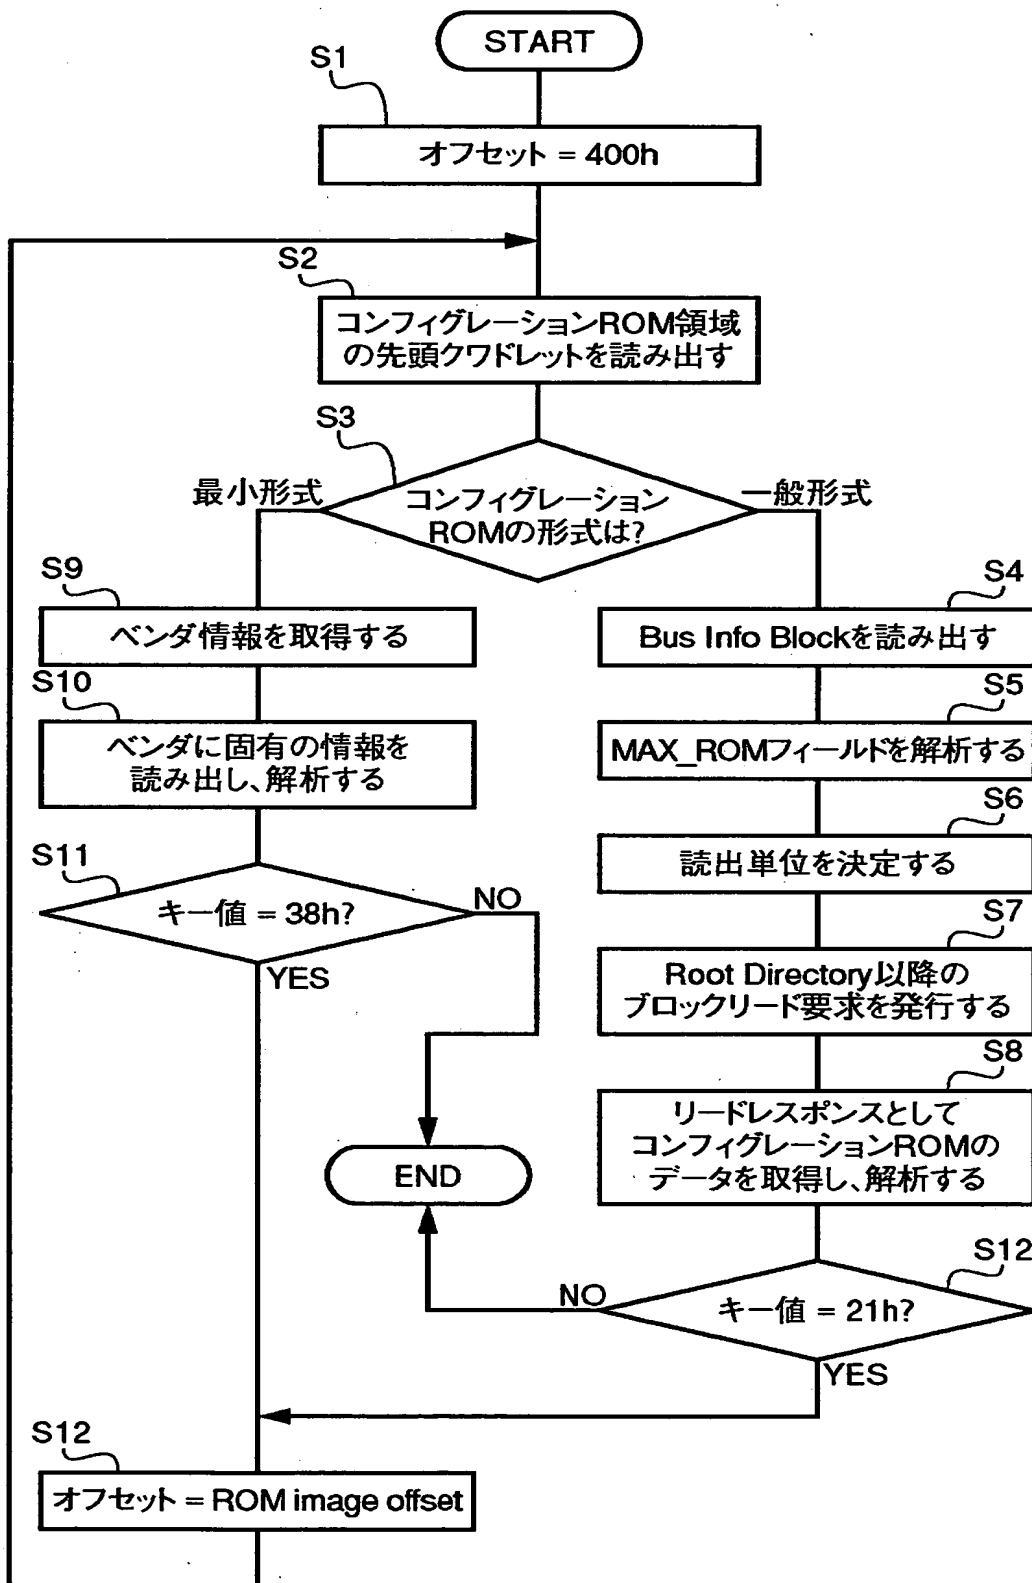 START
S1
オフセット = 400h
S2
コンフィグレーションROM領域
の先頭クワドレットを読み出す
S3
最小形式
コンフィグレーション
ROMの形式は?
一般形式
S9
ベンダ情報を取得する
S10
ベンダに固有の情報を
読み出し、解析する
S11
キー値 = 38h?
NO
YES
S4
Bus Info Blockを読み出す
S5
MAX_ROMフィールドを解析する
S6
読出単位を決定する
S7
Root Directory以降の
ブロックリード要求を発行する
S8
リードレスポンスとして
コンフィグレーションROMの
データを取得し、解析する
END
S12
NO
キー値 = 21h?
YES
S12
オフセット = ROM image offset